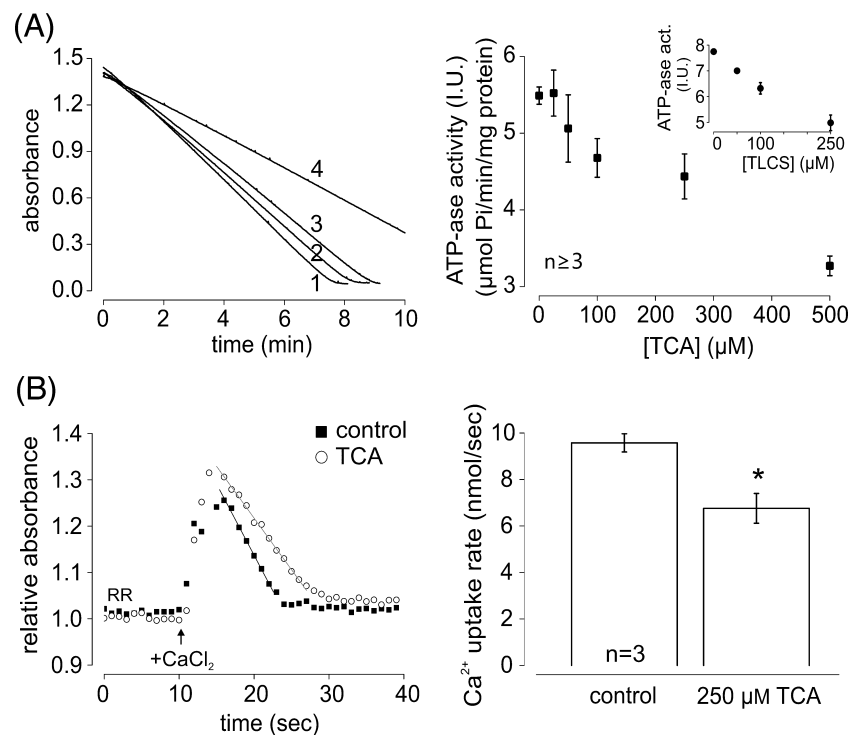 (A)
absorbance
1.5
1.2
0.9
0.6
0.3
0.0
4
3
2
1
0 2 4 6 8 10
time (min)
ATP-ase activity (I.U.)
(µmol Pi/min/mg protein)
6
5
4
3
n≥3
0 100 200 300 400 500
[TCA] (µM)
ATP-ase act.
(I.U.)
8
7
6
5
0 100 250
[TLCS] (µM)
(B)
relative absorbance
1.4
1.3
1.2
1.1
1.0
0.9
control
TCA
RR
+CaCl₂
0 10 20 30 40
time (sec)
Ca²⁺ uptake rate (nmol/sec)
10
8
6
4
2
0
*
n=3
control 250 µM TCA